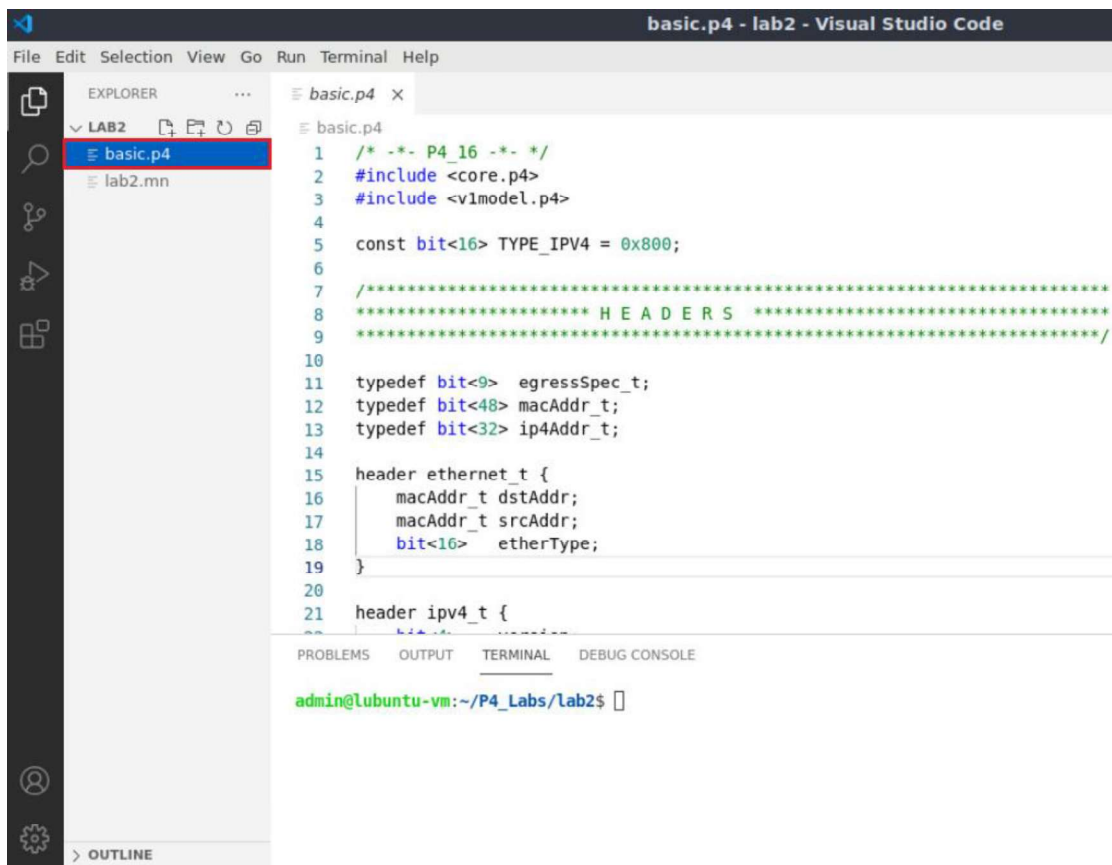 basic.p4 - lab2 - Visual Studio Code
File Edit Selection View Go Run Terminal Help
EXPLORER ...
LAB2
basic.p4
lab2.mn
OUTLINE
basic.p4 ×
basic.p4
1 /* -*- P4_16 -*- */
2 #include <core.p4>
3 #include <v1model.p4>
4
5 const bit<16> TYPE_IPV4 = 0x800;
6
7 /*************************************************************************
8 *********************** H E A D E R S ***********************************
9 *************************************************************************/
10
11 typedef bit<9>  egressSpec_t;
12 typedef bit<48> macAddr_t;
13 typedef bit<32> ip4Addr_t;
14
15 header ethernet_t {
16     macAddr_t dstAddr;
17     macAddr_t srcAddr;
18     bit<16>   etherType;
19 }
20
21 header ipv4_t {
PROBLEMS OUTPUT TERMINAL DEBUG CONSOLE
admin@lubuntu-vm:~/P4_Labs/lab2$